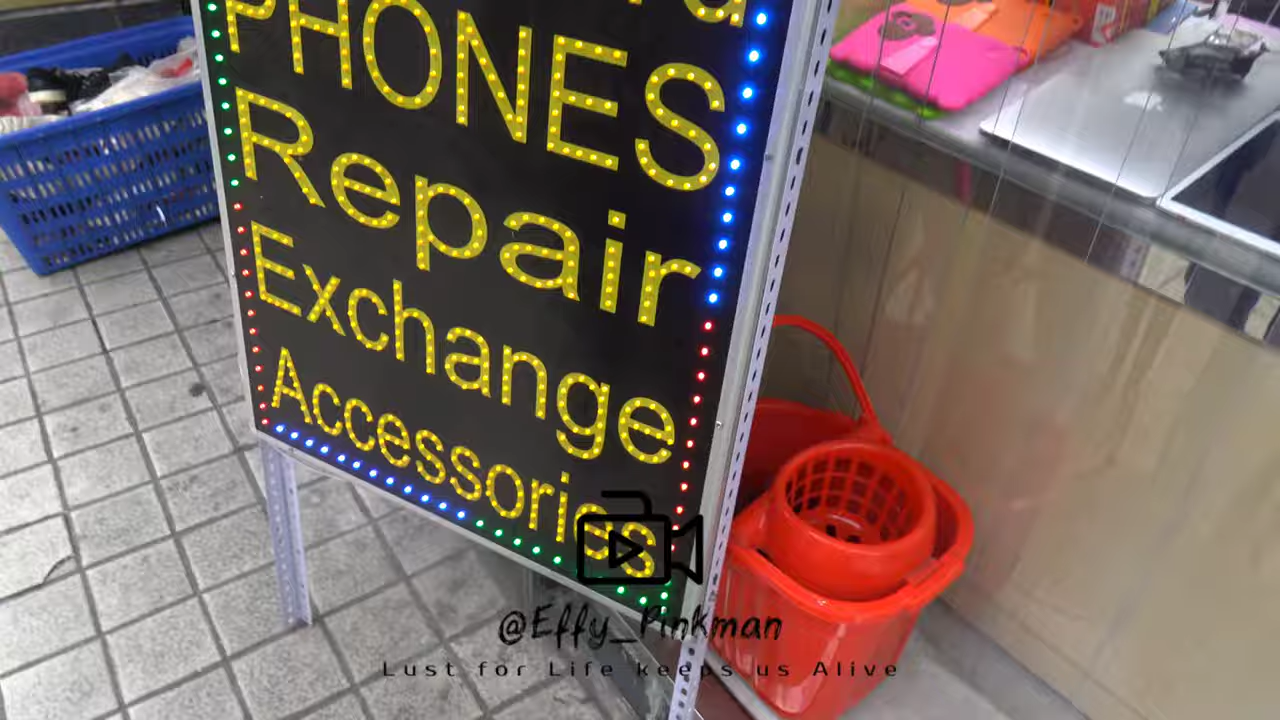 PHONES
Repair
Exchange
Accessories
@Effy_Pinkman
Lust for Life keeps us Alive